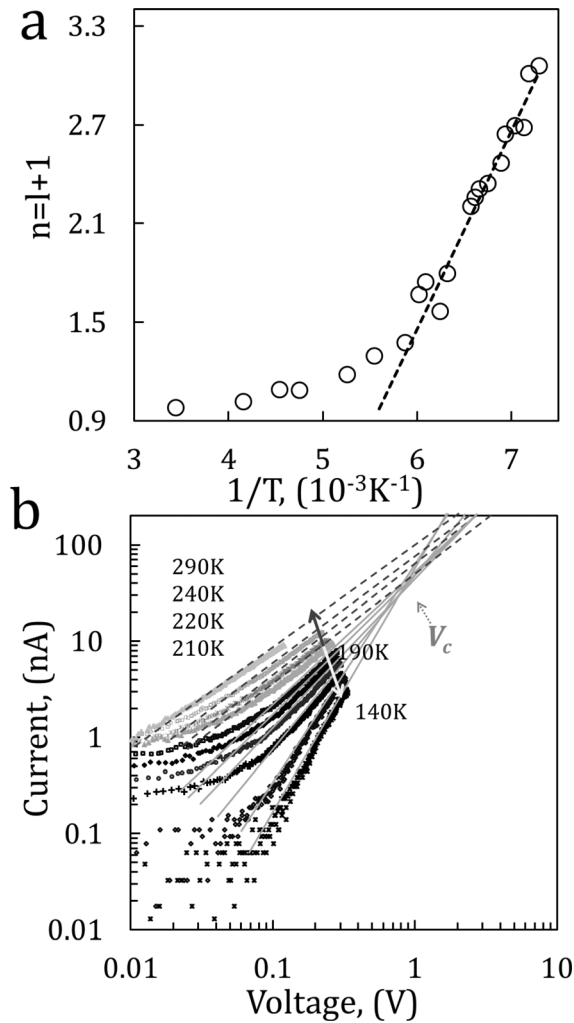 a
3.3
2.7
2.1
1.5
0.9
n=l+1
3 4 5 6 7
1/T, (10⁻³K⁻¹)
b
100
10
1
0.1
0.01
Current, (nA)
290K
240K
220K
210K
190K
140K
Vc
0.01 0.1 1 10
Voltage, (V)